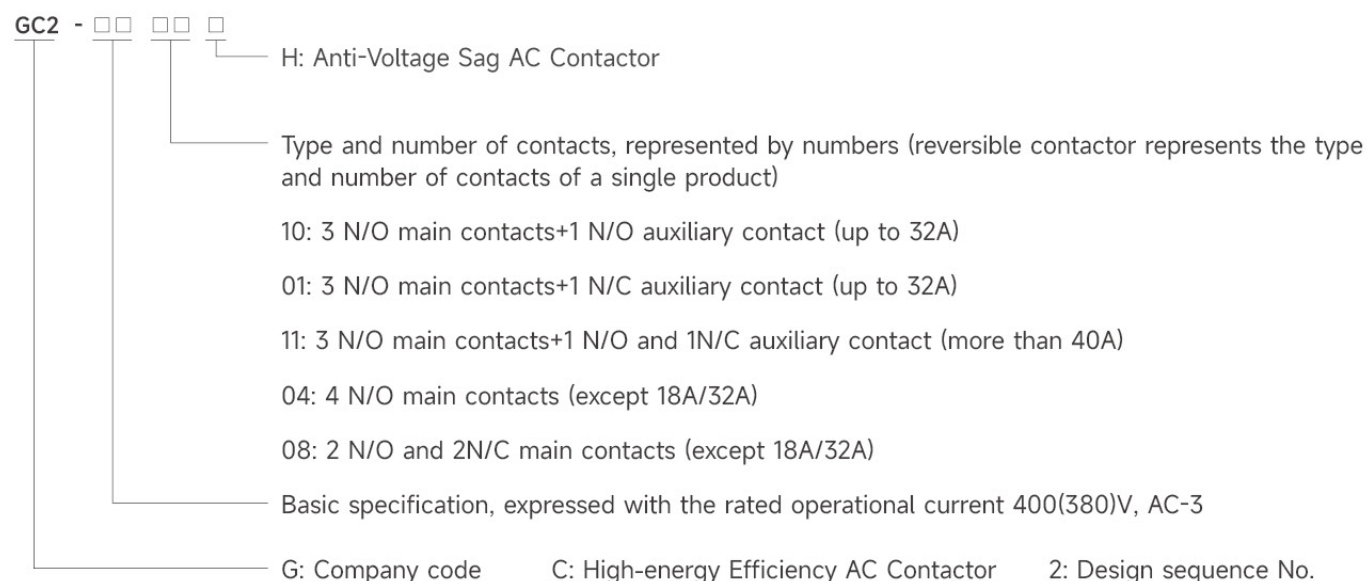 GC2 - □□ □□ □
H: Anti-Voltage Sag AC Contactor
Type and number of contacts, represented by numbers (reversible contactor represents the type
and number of contacts of a single product)
10: 3 N/O main contacts+1 N/O auxiliary contact (up to 32A)
01: 3 N/O main contacts+1 N/C auxiliary contact (up to 32A)
11: 3 N/O main contacts+1 N/O and 1N/C auxiliary contact (more than 40A)
04: 4 N/O main contacts (except 18A/32A)
08: 2 N/O and 2N/C main contacts (except 18A/32A)
Basic specification, expressed with the rated operational current 400(380)V, AC-3
G: Company code C: High-energy Efficiency AC Contactor 2: Design sequence No.